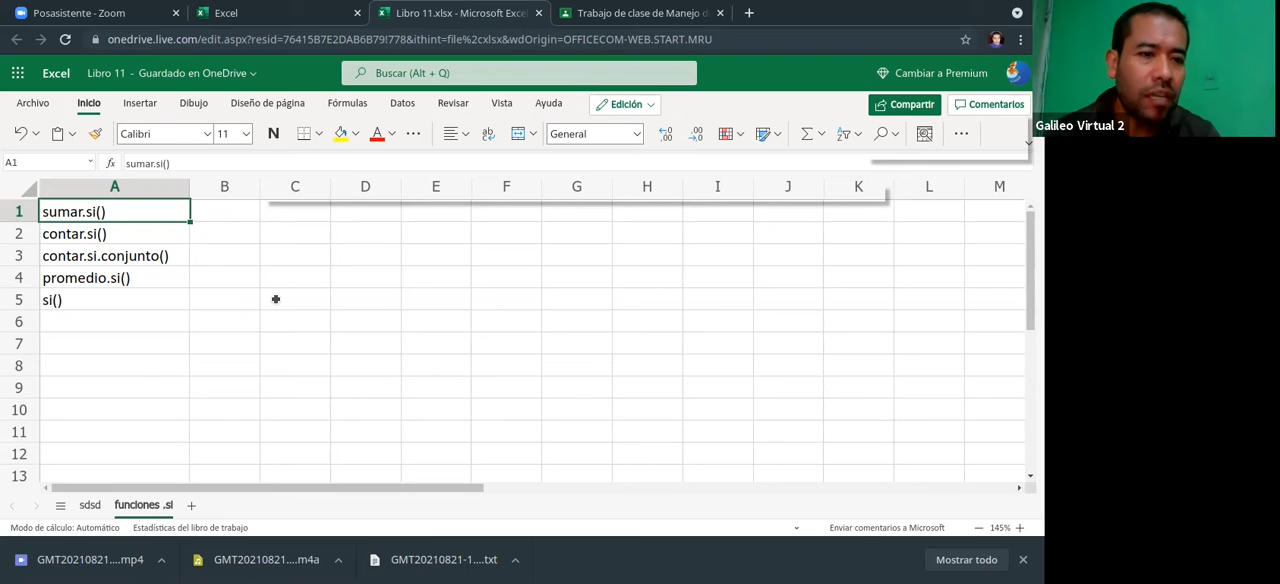 Posasistente - Zoom
Excel
Libro 11.xlsx - Microsoft Exce
Trabajo de clase de Manejo d
onedrive.live.com/edit.aspx?resid=76415B7E2DAB6B79!778&ithint=file%2cxlsx&wdOrigin=OFFICECOM-WEB.START.MRU
Excel
Libro 11 - Guardado en OneDrive
Buscar (Alt + Q)
Cambiar a Premium
Archivo Inicio Insertar Dibujo Diseño de página Fórmulas Datos Revisar Vista Ayuda Edición Compartir Comentarios
Galileo Virtual 2
Calibri 11 N A General
A1 fx sumar.si()
A B C D E F G H I J K L M
1 sumar.si()
2 contar.si()
3 contar.si.conjunto()
4 promedio.si()
5 si()
6
7
8
9
10
11
12
13
sdsd funciones .si
Modo de cálculo: Automático Estadísticas del libro de trabajo Enviar comentarios a Microsoft 145%
GMT20210821....mp4 GMT20210821....m4a GMT20210821-1....txt Mostrar todo